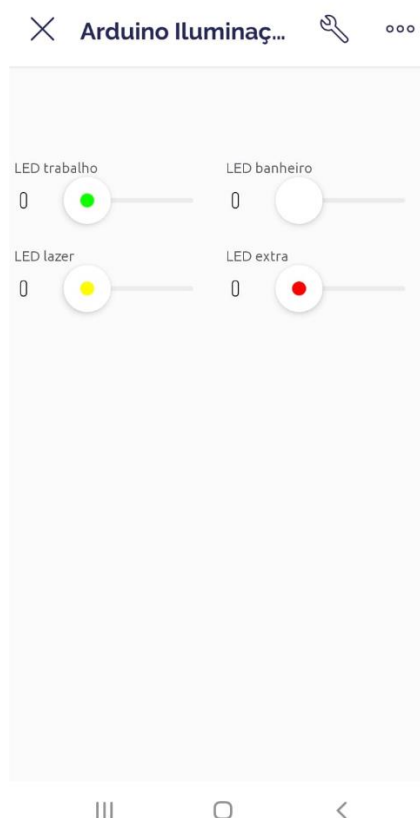 Arduino Iluminaç...
LED trabalho
LED banheiro
0
0
LED lazer
LED extra
0
0